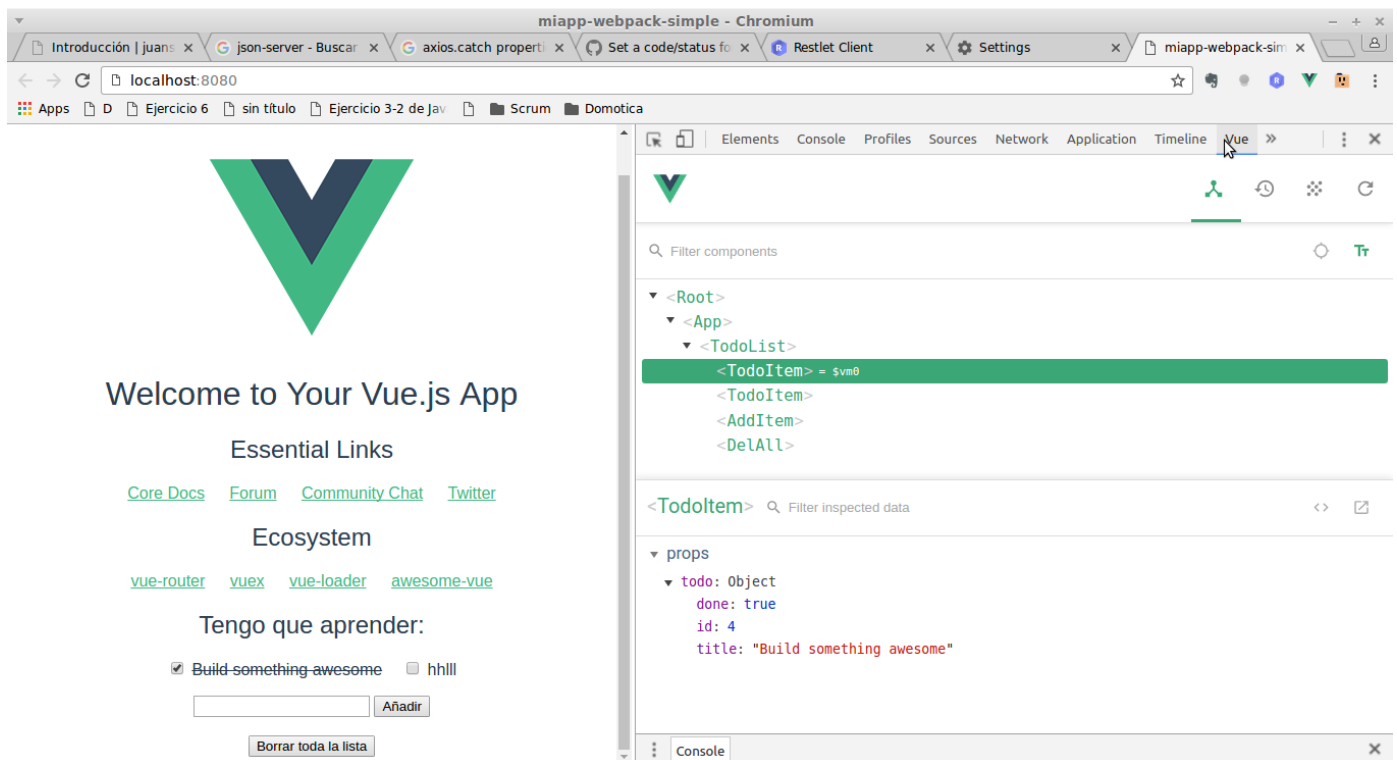 miapp-webpack-simple - Chromium
Introducción | juans
json-server - Buscar
axios.catch properti
Set a code/status fo
Restlet Client
Settings
miapp-webpack-sim
localhost:8080
Apps D Ejercicio 6 sin título Ejercicio 3-2 de Jav Scrum Domotica
Welcome to Your Vue.js App
Essential Links
Core Docs Forum Community Chat Twitter
Ecosystem
vue-router vuex vue-loader awesome-vue
Tengo que aprender:
Build something awesome hhlll
Añadir
Borrar toda la lista
Elements Console Profiles Sources Network Application Timeline Vue »
Filter components
<Root>
<App>
<TodoList>
<TodoItem> = $vm0
<TodoItem>
<AddItem>
<DelAll>
<TodoItem> Filter inspected data
props
todo: Object
done: true
id: 4
title: "Build something awesome"
Console